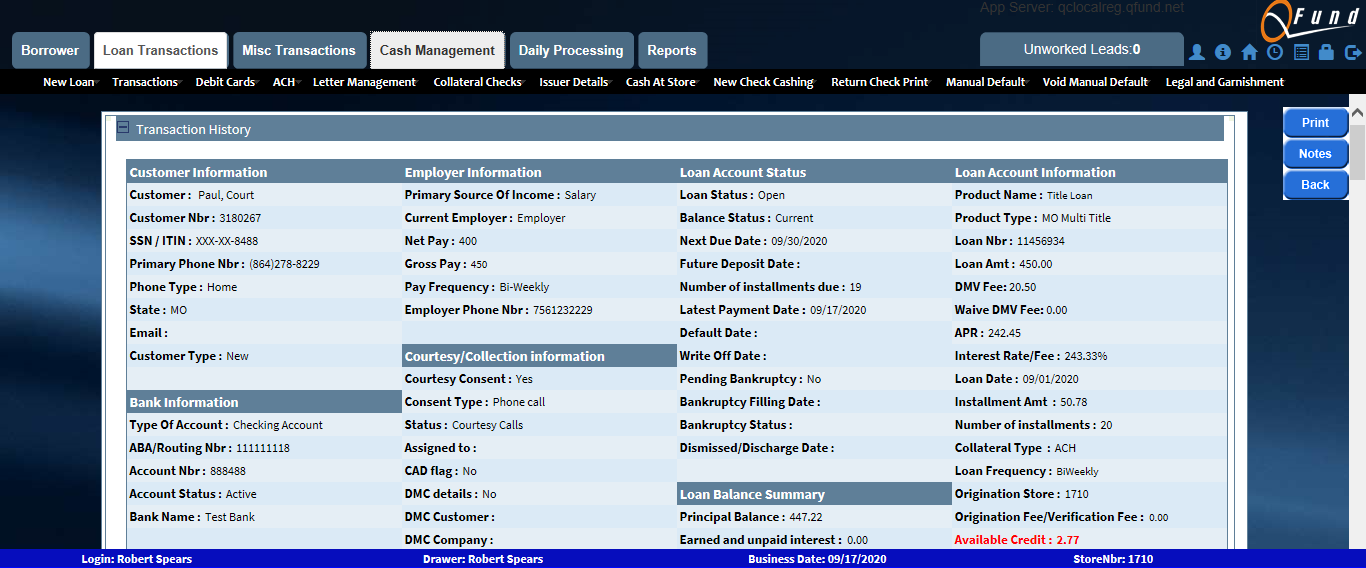 App Server: qclocalreg.qfund.net
QFund
Borrower
Loan Transactions
Misc Transactions
Cash Management
Daily Processing
Reports
Unworked Leads:0
New Loan
Transactions
Debit Cards
ACH
Letter Management
Collateral Checks
Issuer Details
Cash At Store
New Check Cashing
Return Check Print
Manual Default
Void Manual Default
Legal and Garnishment
Print
Notes
Back
Transaction History
Customer Information
Customer : Paul, Court
Customer Nbr : 3180267
SSN / ITIN : XXX-XX-8488
Primary Phone Nbr : (864)278-8229
Phone Type : Home
State : MO
Email :
Customer Type : New
Bank Information
Type Of Account : Checking Account
ABA/Routing Nbr : 111111118
Account Nbr : 888488
Account Status : Active
Bank Name : Test Bank
Employer Information
Primary Source Of Income : Salary
Current Employer : Employer
Net Pay : 400
Gross Pay : 450
Pay Frequency : Bi-Weekly
Employer Phone Nbr : 7561232229
Courtesy/Collection information
Courtesy Consent : Yes
Consent Type : Phone call
Status : Courtesy Calls
Assigned to :
CAD flag : No
DMC details : No
DMC Customer :
DMC Company :
Loan Account Status
Loan Status : Open
Balance Status : Current
Next Due Date : 09/30/2020
Future Deposit Date :
Number of installments due : 19
Latest Payment Date : 09/17/2020
Default Date :
Write Off Date :
Pending Bankruptcy : No
Bankruptcy Filling Date :
Bankruptcy Status :
Dismissed/Discharge Date :
Loan Balance Summary
Principal Balance : 447.22
Earned and unpaid interest : 0.00
Loan Account Information
Product Name : Title Loan
Product Type : MO Multi Title
Loan Nbr : 11456934
Loan Amt : 450.00
DMV Fee: 20.50
Waive DMV Fee: 0.00
APR : 242.45
Interest Rate/Fee : 243.33%
Loan Date : 09/01/2020
Installment Amt : 50.78
Number of installments : 20
Collateral Type : ACH
Loan Frequency : BiWeekly
Origination Store : 1710
Origination Fee/Verification Fee : 0.00
Available Credit : 2.77
Login: Robert Spears
Drawer: Robert Spears
Business Date: 09/17/2020
StoreNbr: 1710